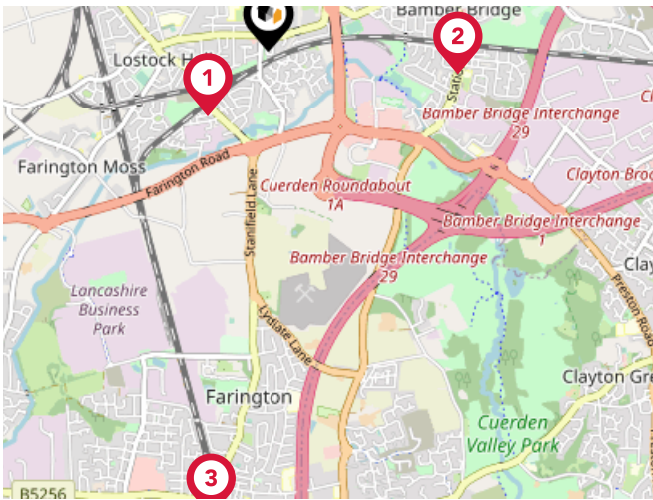 Bamber Bridge
2
Lostock H
1
Stati
Bamber Bridge Interchange
29
Cl
Farington Moss
Farington Road
Cuerden Roundabout
1A
Clayton Broo
Stanifield Lane
Bamber Bridge Interchange
1
Bamber Bridge Interchange
29
Clay
Lancashire
Business
Park
Preston Road
Lydiate Lane
Clayton Gre
Farington
Cuerden
Valley Park
3
B5256